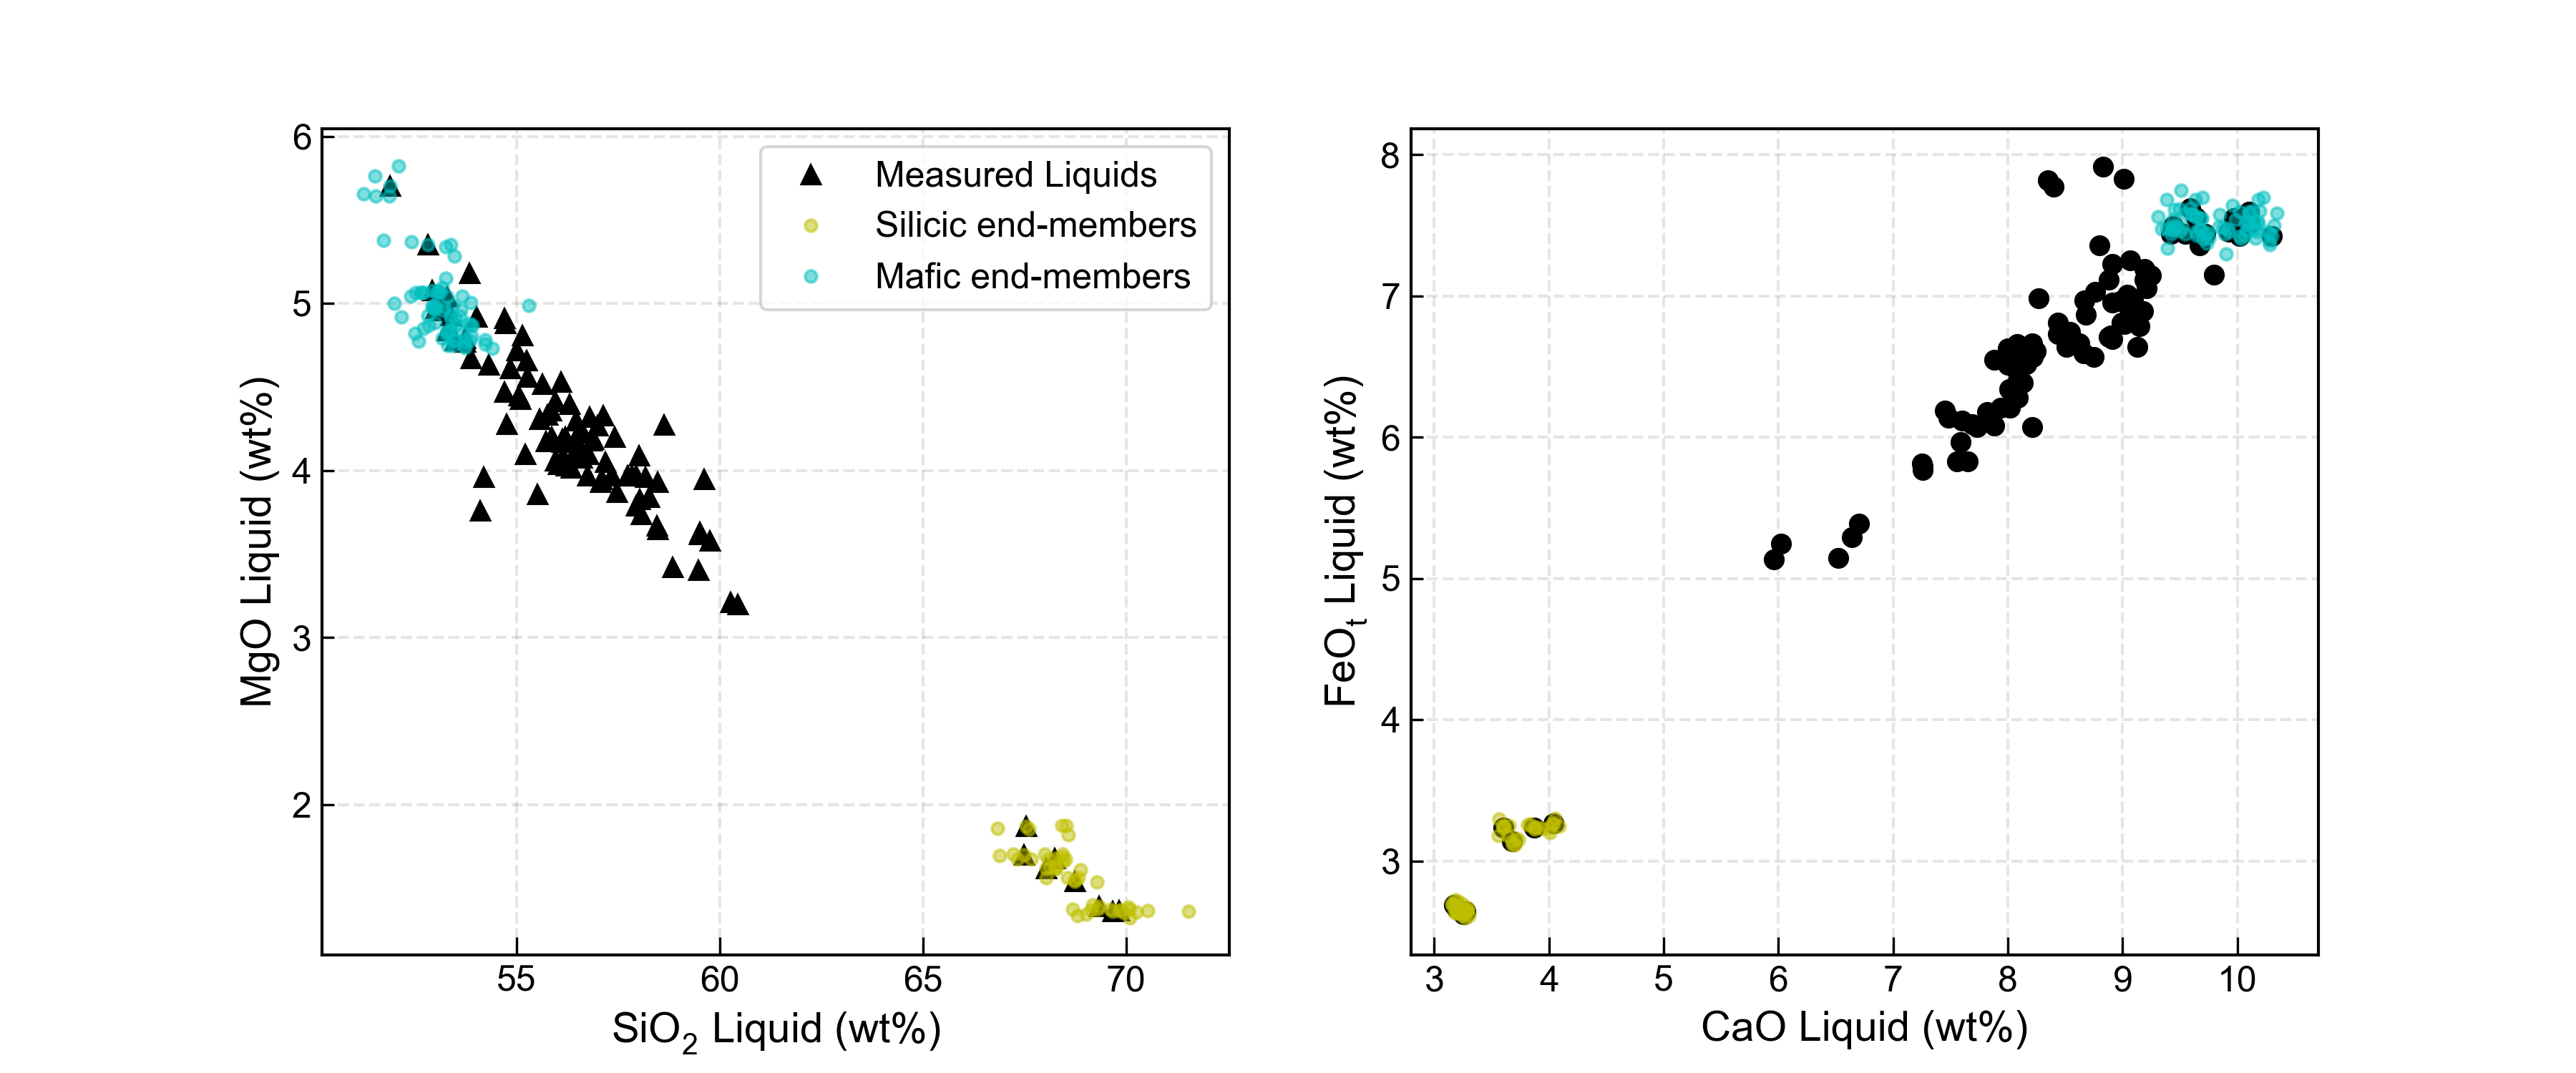 6
5
4
3
2
MgO Liquid (wt%)
55 60 65 70
SiO₂ Liquid (wt%)
Measured Liquids
Silicic end-members
Mafic end-members
8
7
6
5
4
3
FeOₜ Liquid (wt%)
3 4 5 6 7 8 9 10
CaO Liquid (wt%)